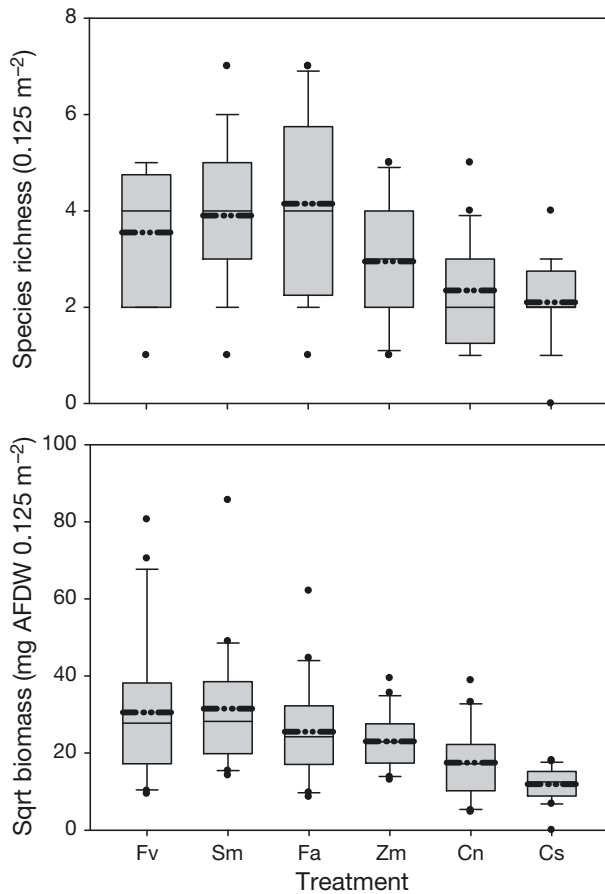 Species richness (0.125 m⁻²)
8
6
4
2
0
Sqrt biomass (mg AFDW 0.125 m⁻²)
100
80
60
40
20
0
Fv Sm Fa Zm Cn Cs
Treatment